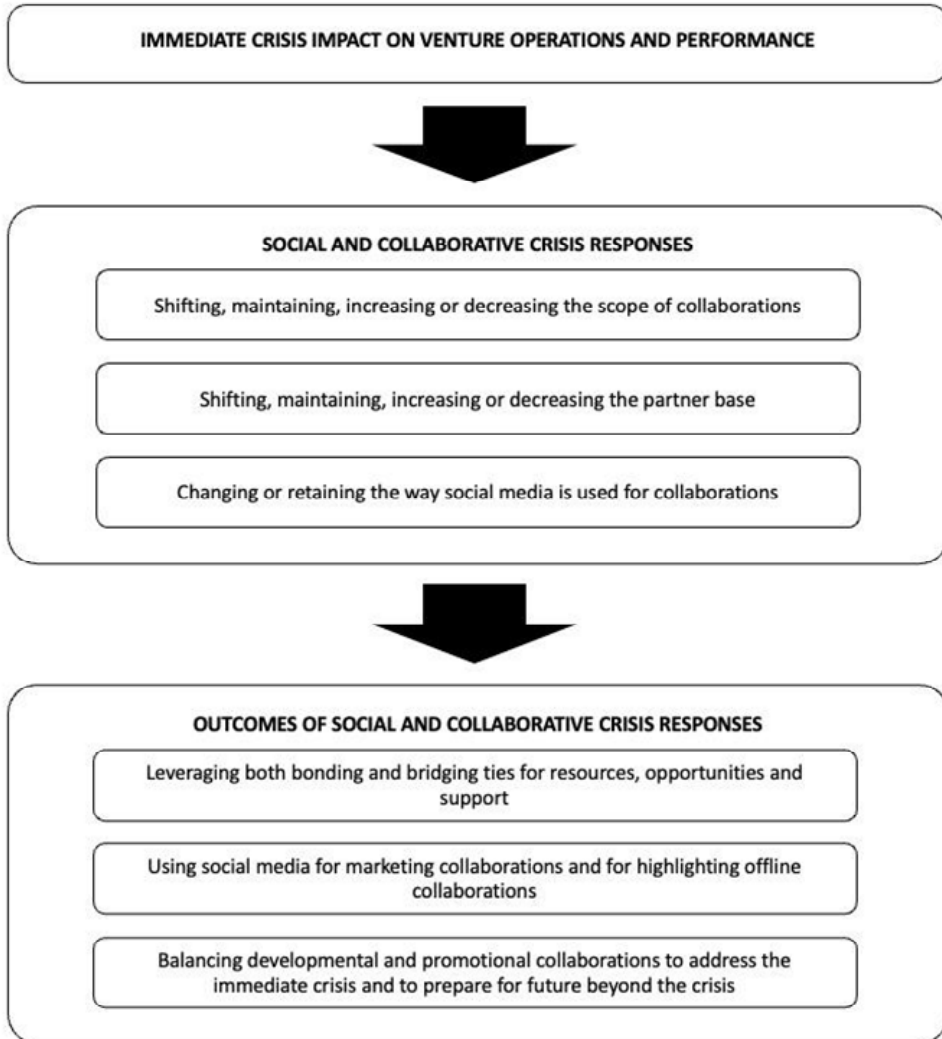 IMMEDIATE CRISIS IMPACT ON VENTURE OPERATIONS AND PERFORMANCE
SOCIAL AND COLLABORATIVE CRISIS RESPONSES
Shifting, maintaining, increasing or decreasing the scope of collaborations
Shifting, maintaining, increasing or decreasing the partner base
Changing or retaining the way social media is used for collaborations
OUTCOMES OF SOCIAL AND COLLABORATIVE CRISIS RESPONSES
Leveraging both bonding and bridging ties for resources, opportunities and
support
Using social media for marketing collaborations and for highlighting offline
collaborations
Balancing developmental and promotional collaborations to address the
immediate crisis and to prepare for future beyond the crisis